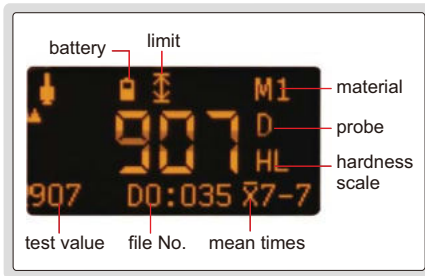 battery
limit
M1
material
907
D
probe
HL
hardness
scale
907 D0:035 x̅7-7
test value file No. mean times